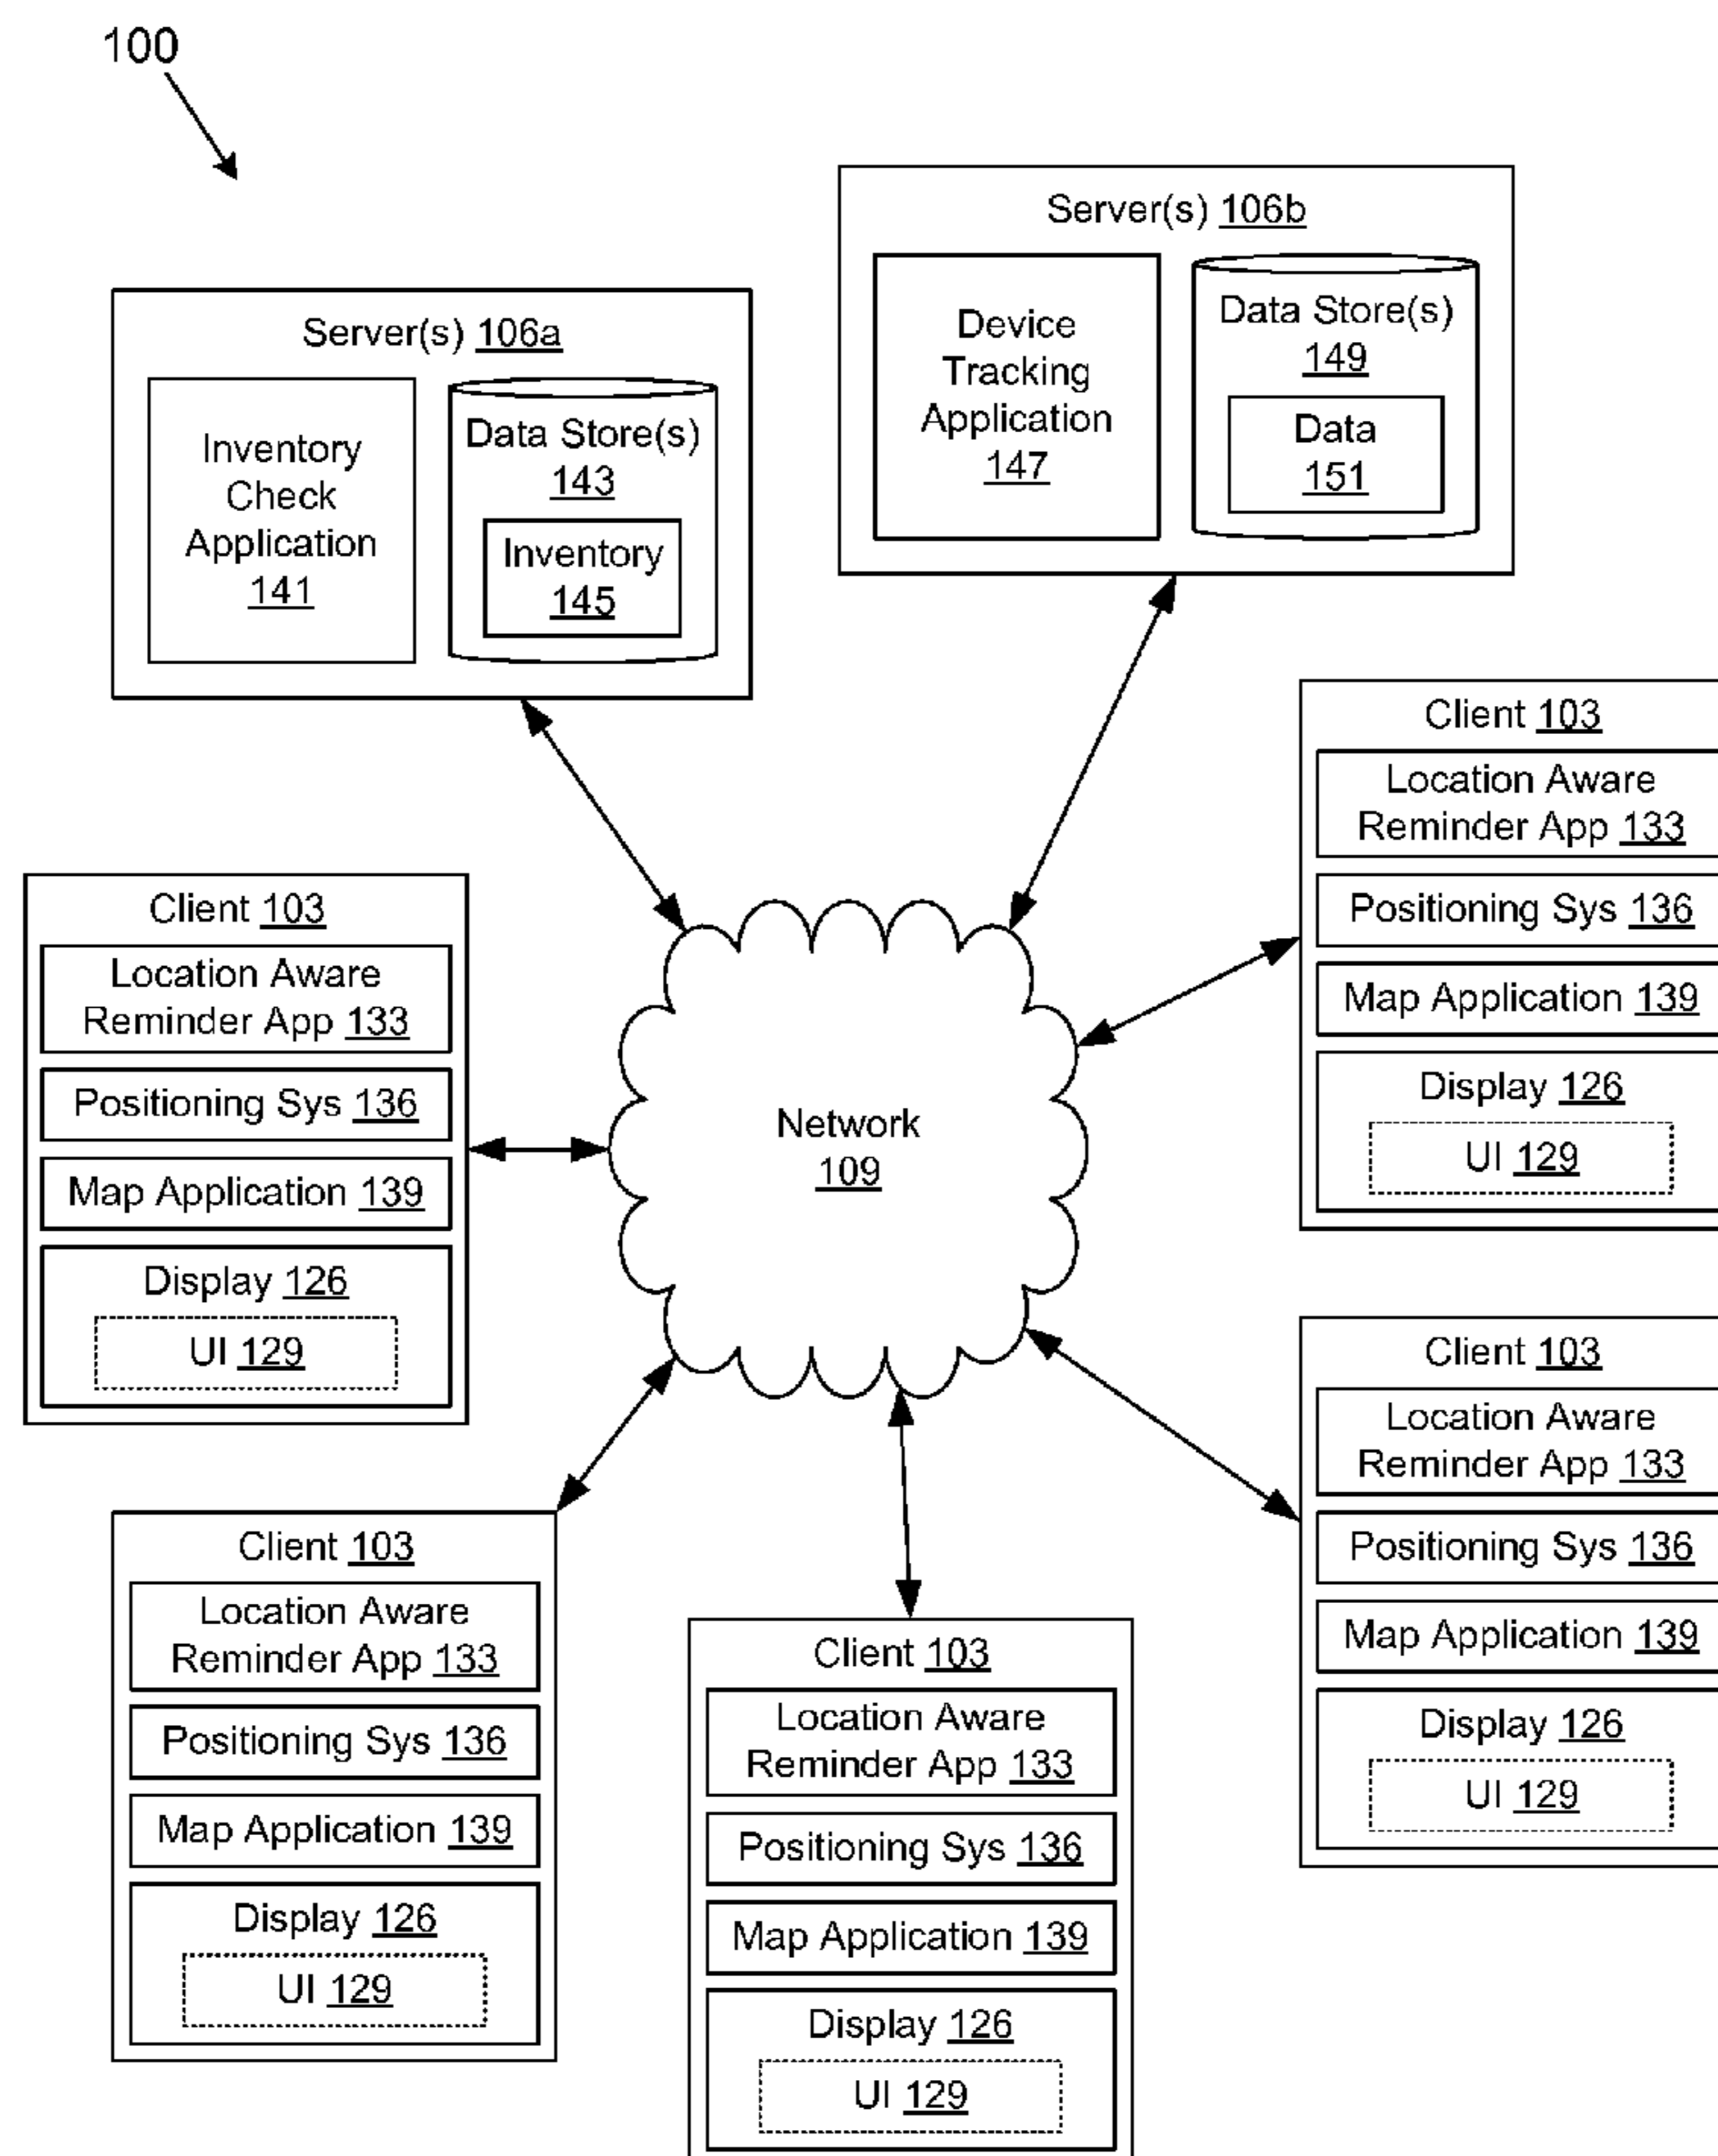 100
Server(s) 106b
Device
Tracking
Application
147
Data Store(s)
149
Data
151
Server(s) 106a
Inventory
Check
Application
141
Data Store(s)
143
Inventory
145
Client 103
Location Aware
Reminder App 133
Positioning Sys 136
Map Application 139
Display 126
UI 129
Client 103
Location Aware
Reminder App 133
Positioning Sys 136
Map Application 139
Display 126
UI 129
Network
109
Client 103
Location Aware
Reminder App 133
Positioning Sys 136
Map Application 139
Display 126
UI 129
Client 103
Location Aware
Reminder App 133
Positioning Sys 136
Map Application 139
Display 126
UI 129
Client 103
Location Aware
Reminder App 133
Positioning Sys 136
Map Application 139
Display 126
UI 129